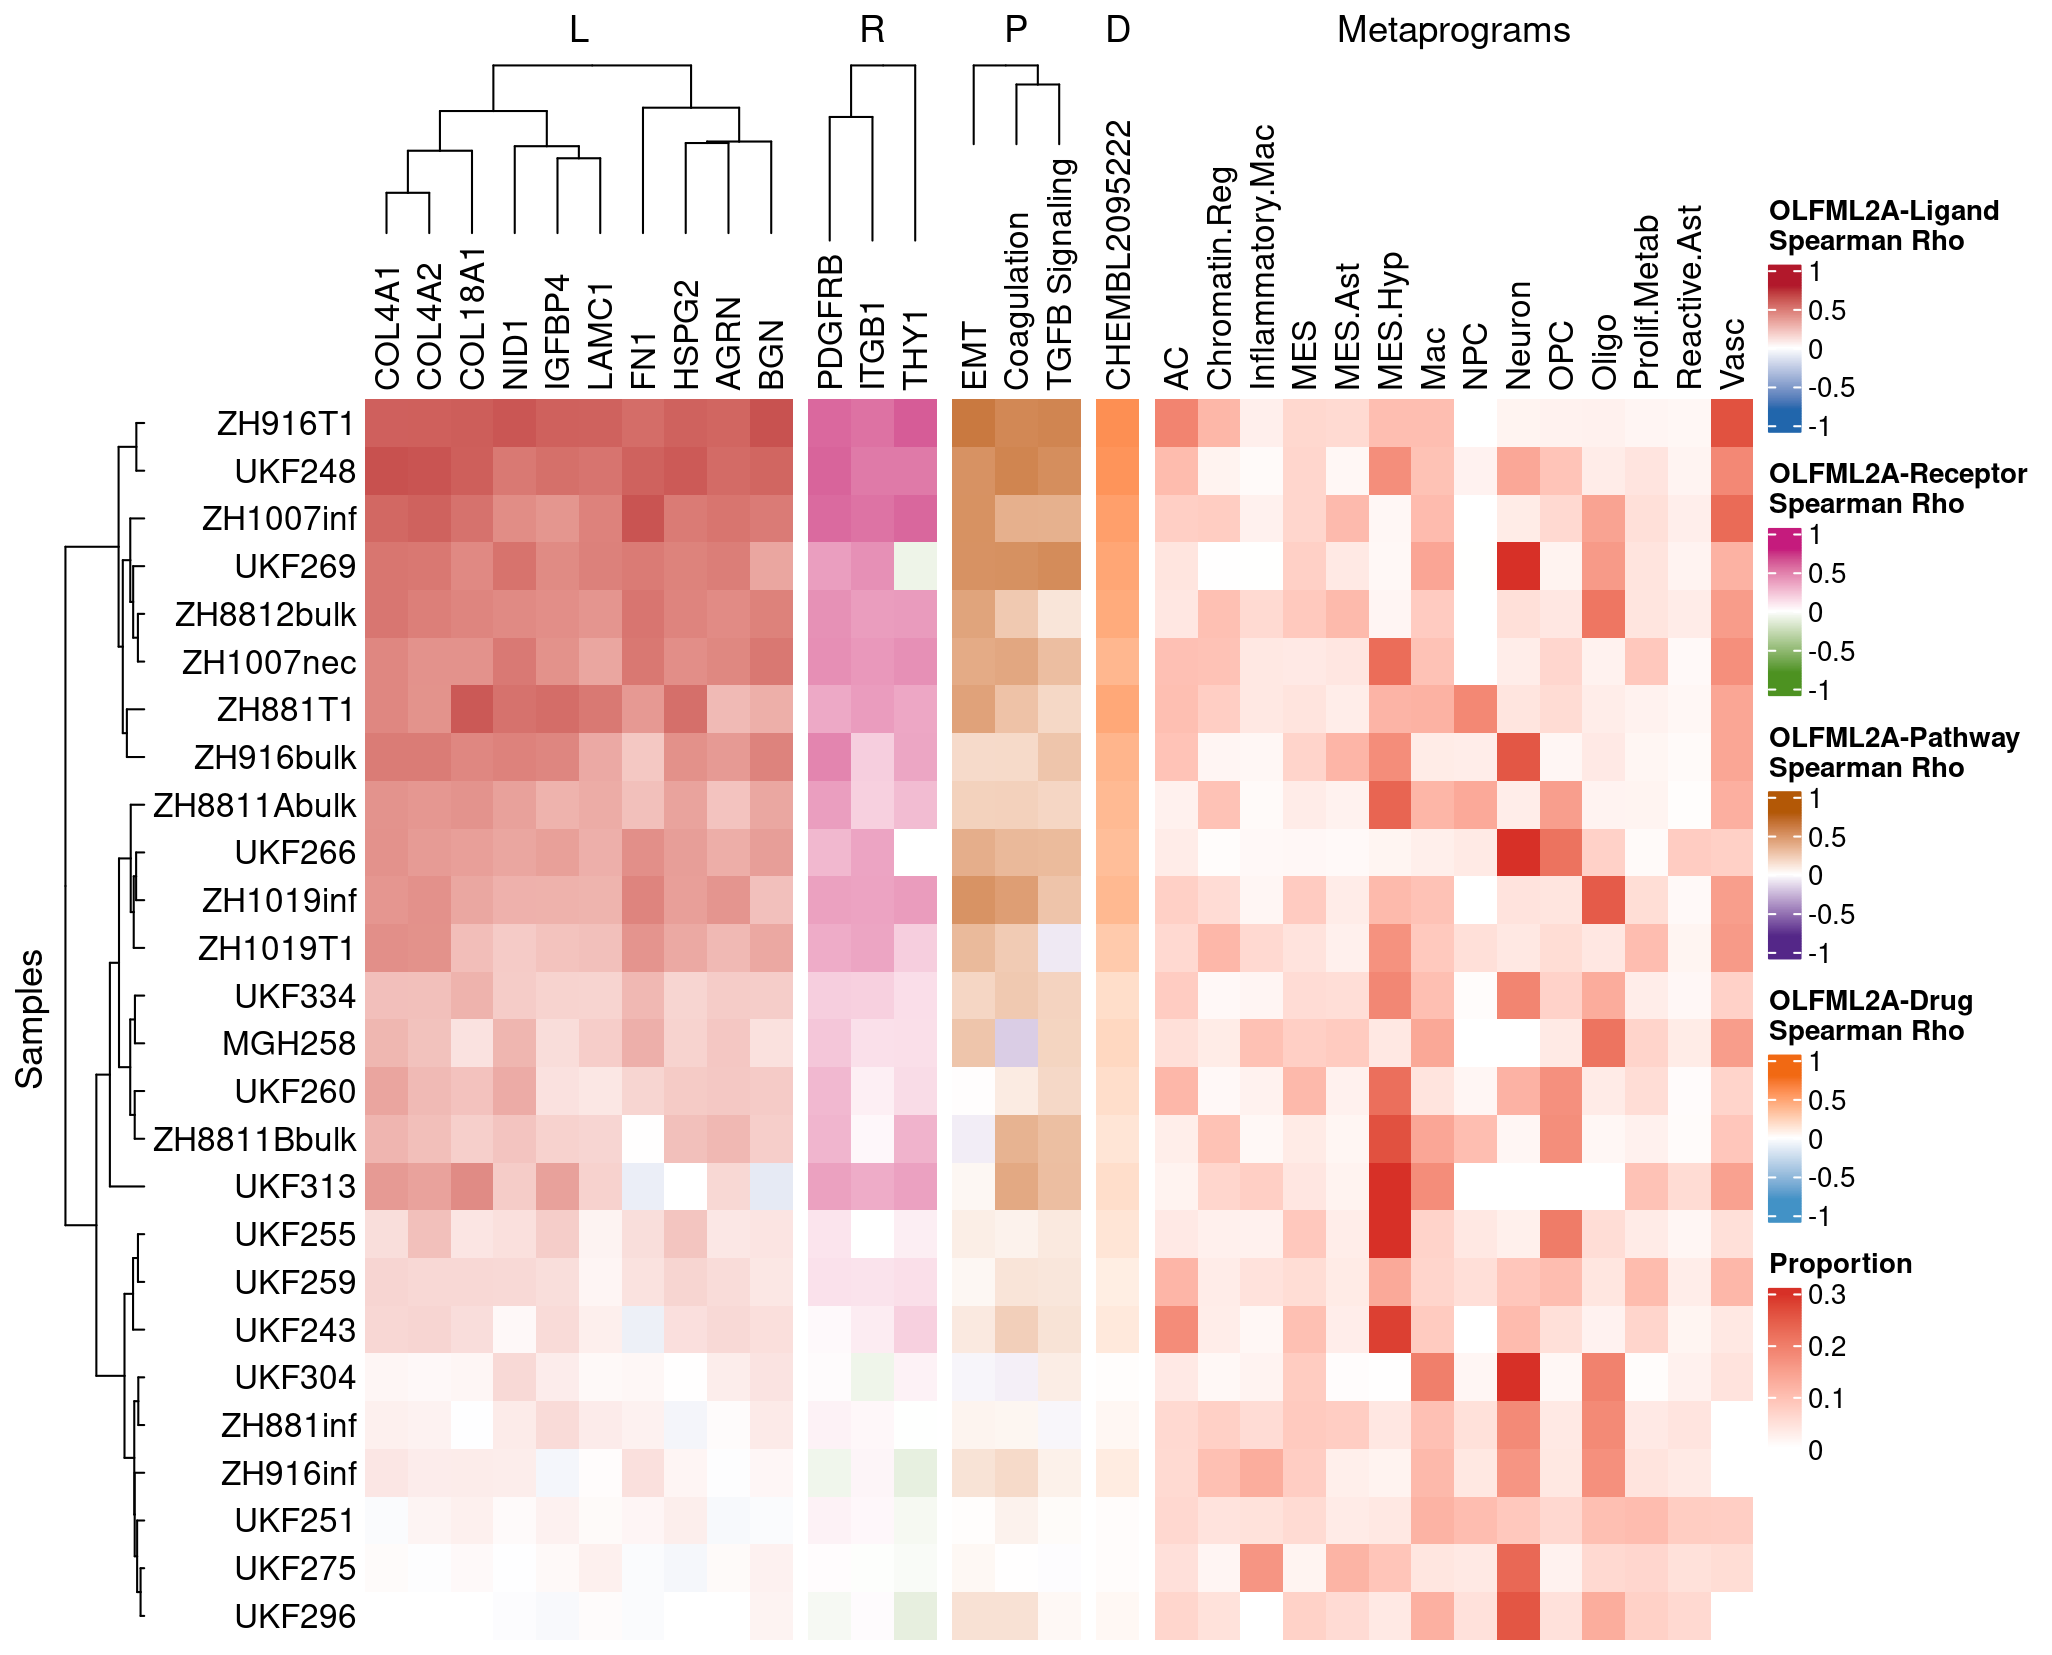 L R P D Metaprograms
COL4A1
COL4A2
COL18A1
NID1
IGFBP4
LAMC1
FN1
HSPG2
AGRN
BGN
PDGFRB
ITGB1
THY1
EMT
Coagulation
TGFB Signaling
CHEMBL2095222
AC
Chromatin.Reg
Inflammatory.Mac
MES
MES.Ast
MES.Hyp
Mac
NPC
Neuron
OPC
Oligo
Prolif.Metab
Reactive.Ast
Vasc
Samples
ZH916T1
UKF248
ZH1007inf
UKF269
ZH8812bulk
ZH1007nec
ZH881T1
ZH916bulk
ZH8811Abulk
UKF266
ZH1019inf
ZH1019T1
UKF334
MGH258
UKF260
ZH8811Bbulk
UKF313
UKF255
UKF259
UKF243
UKF304
ZH881inf
ZH916inf
UKF251
UKF275
UKF296
OLFML2A-Ligand
Spearman Rho
1
0.5
0
-0.5
-1
OLFML2A-Receptor
Spearman Rho
1
0.5
0
-0.5
-1
OLFML2A-Pathway
Spearman Rho
1
0.5
0
-0.5
-1
OLFML2A-Drug
Spearman Rho
1
0.5
0
-0.5
-1
Proportion
0.3
0.2
0.1
0